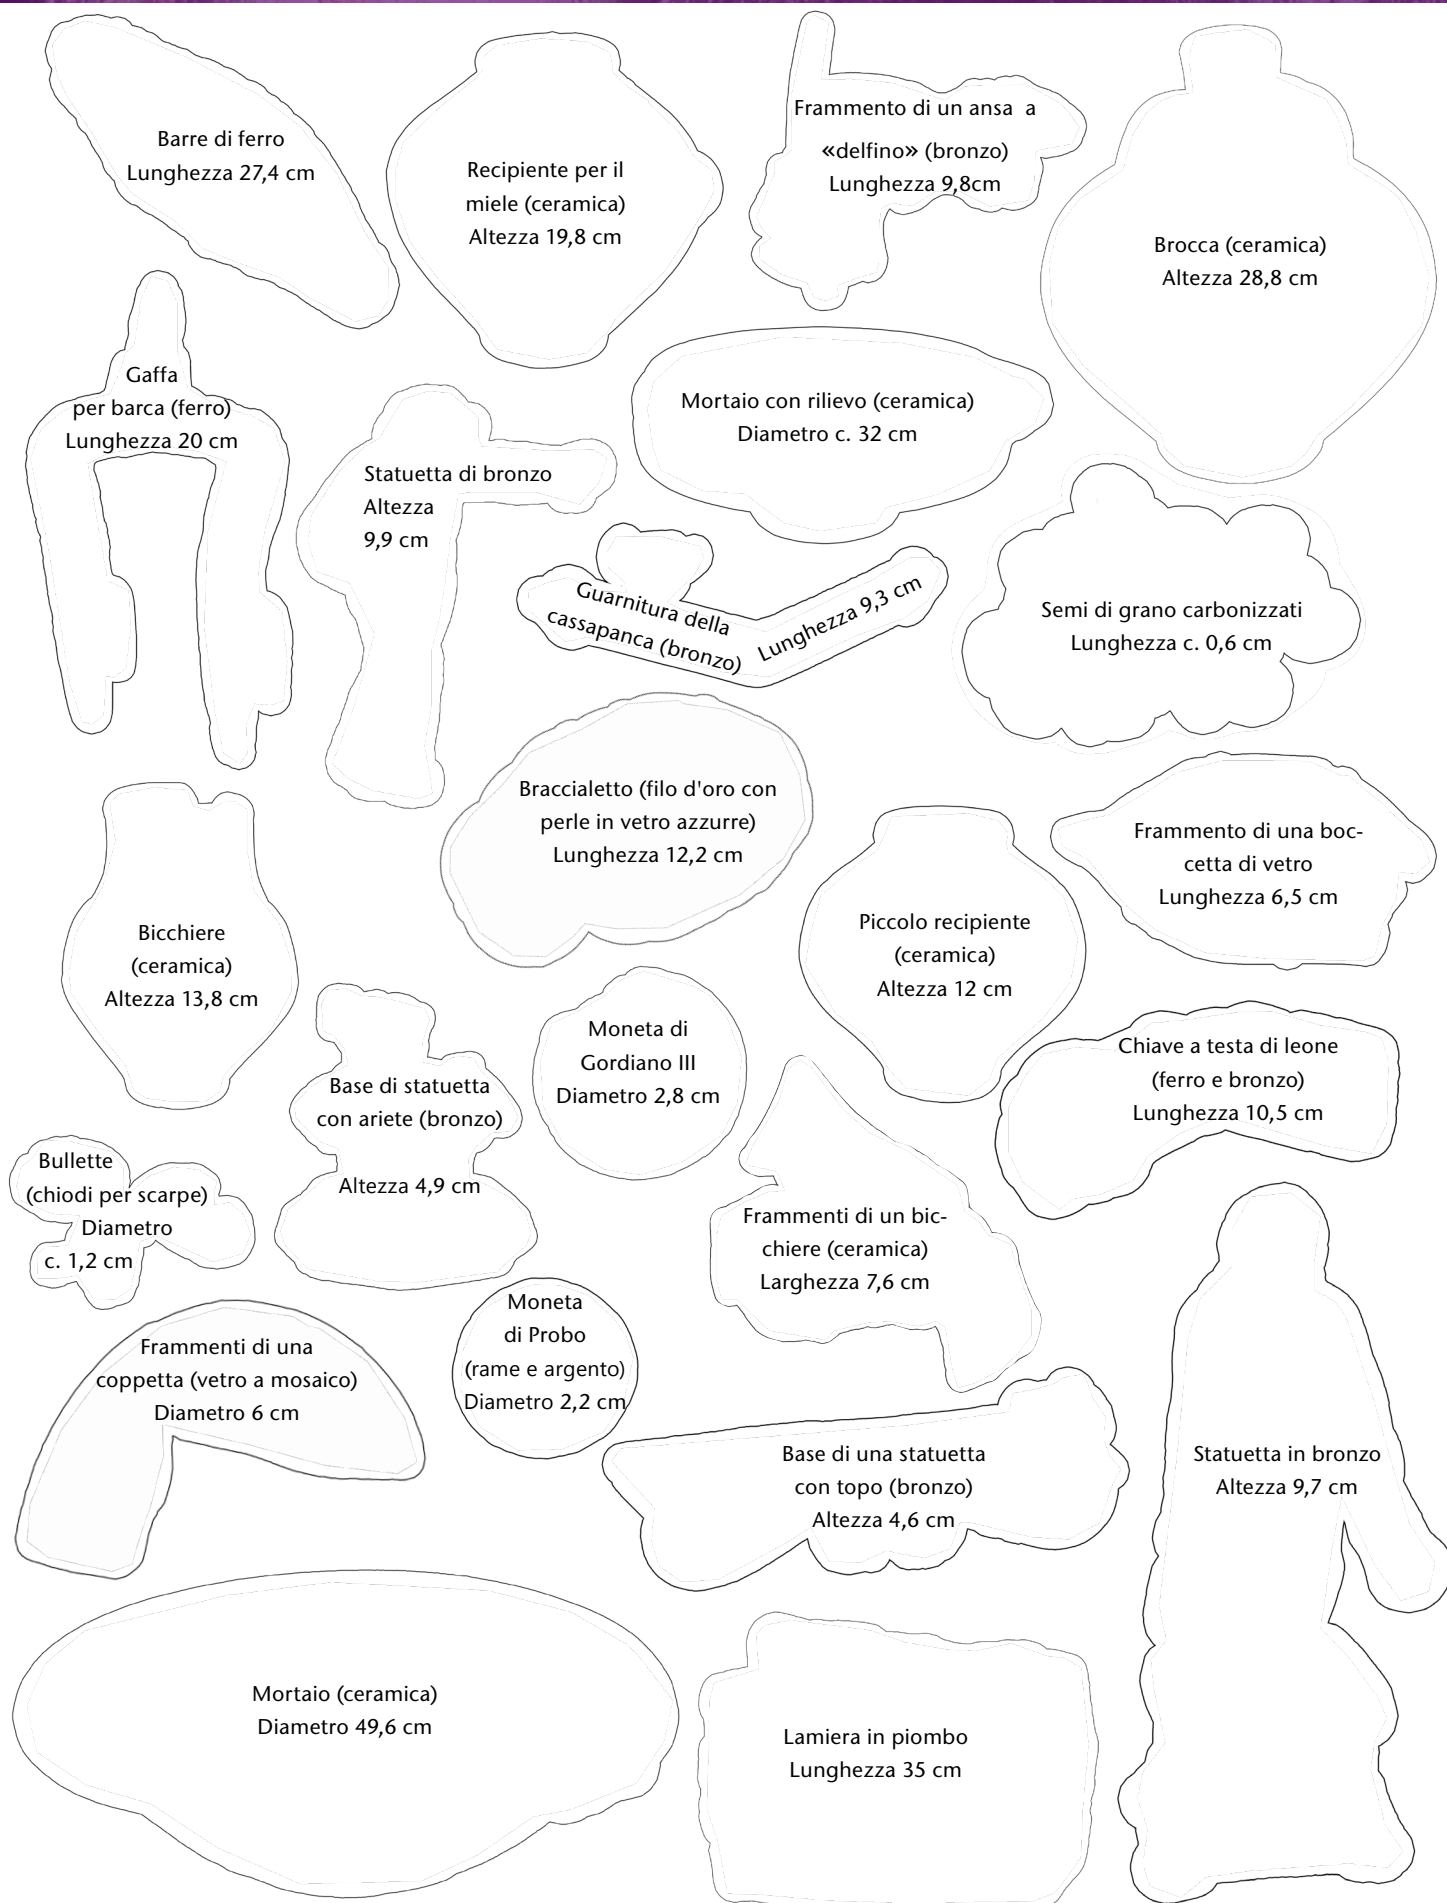 Barre di ferro
Lunghezza 27,4 cm
Recipiente per il
miele (ceramica)
Altezza 19,8 cm
Frammento di un ansa a
«delfino» (bronzo)
Lunghezza 9,8cm
Brocca (ceramica)
Altezza 28,8 cm
Gaffa
per barca (ferro)
Lunghezza 20 cm
Statuetta di bronzo
Altezza
9,9 cm
Mortaio con rilievo (ceramica)
Diametro c. 32 cm
Guarnitura della
cassapanca (bronzo)
Lunghezza 9,3 cm
Semi di grano carbonizzati
Lunghezza c. 0,6 cm
Braccialetto (filo d'oro con
perle in vetro azzurre)
Lunghezza 12,2 cm
Frammento di una boc-
cetta di vetro
Lunghezza 6,5 cm
Bicchiere
(ceramica)
Altezza 13,8 cm
Piccolo recipiente
(ceramica)
Altezza 12 cm
Base di statuetta
con ariete (bronzo)
Altezza 4,9 cm
Moneta di
Gordiano III
Diametro 2,8 cm
Chiave a testa di leone
(ferro e bronzo)
Lunghezza 10,5 cm
Bullette
(chiodi per scarpe)
Diametro
c. 1,2 cm
Frammenti di un bic-
chiere (ceramica)
Larghezza 7,6 cm
Frammenti di una
coppetta (vetro a mosaico)
Diametro 6 cm
Moneta
di Probo
(rame e argento)
Diametro 2,2 cm
Base di una statuetta
con topo (bronzo)
Altezza 4,6 cm
Statuetta in bronzo
Altezza 9,7 cm
Mortaio (ceramica)
Diametro 49,6 cm
Lamiera in piombo
Lunghezza 35 cm